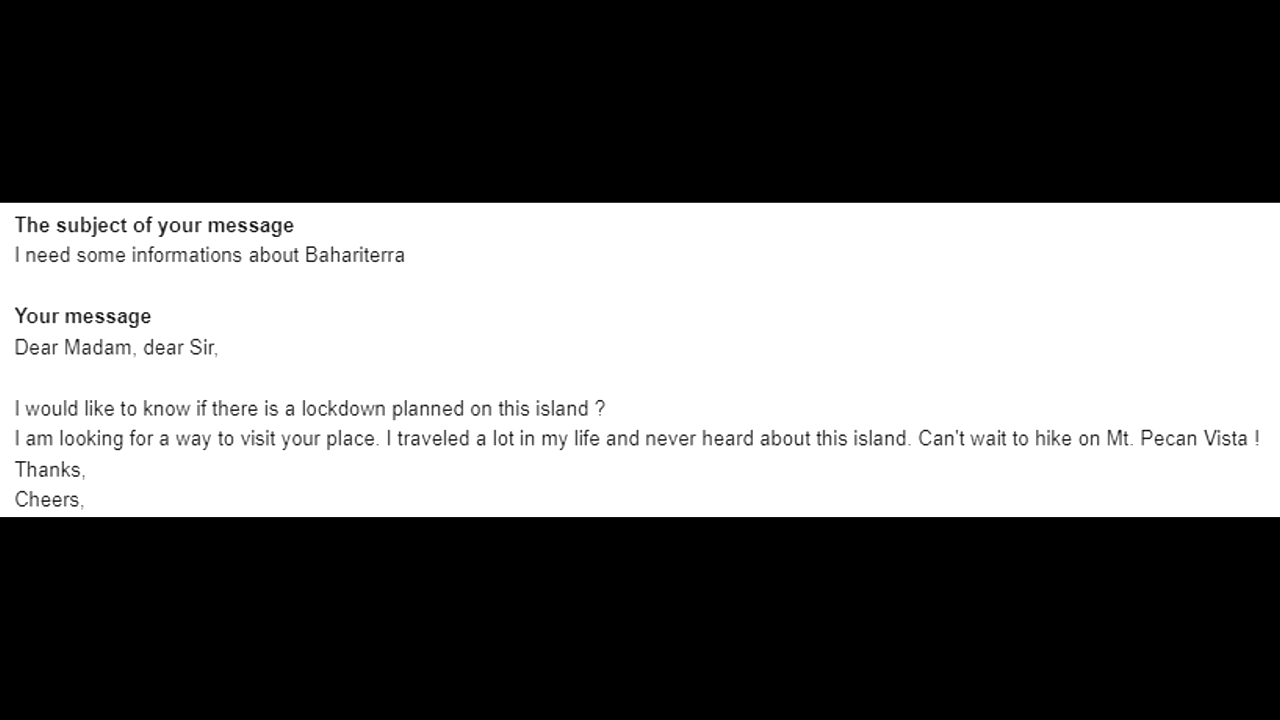 The subject of your message
I need some informations about Bahariterra
Your message
Dear Madam, dear Sir,
I would like to know if there is a lockdown planned on this island ?
I am looking for a way to visit your place. I traveled a lot in my life and never heard about this island. Can't wait to hike on Mt. Pecan Vista !
Thanks,
Cheers,